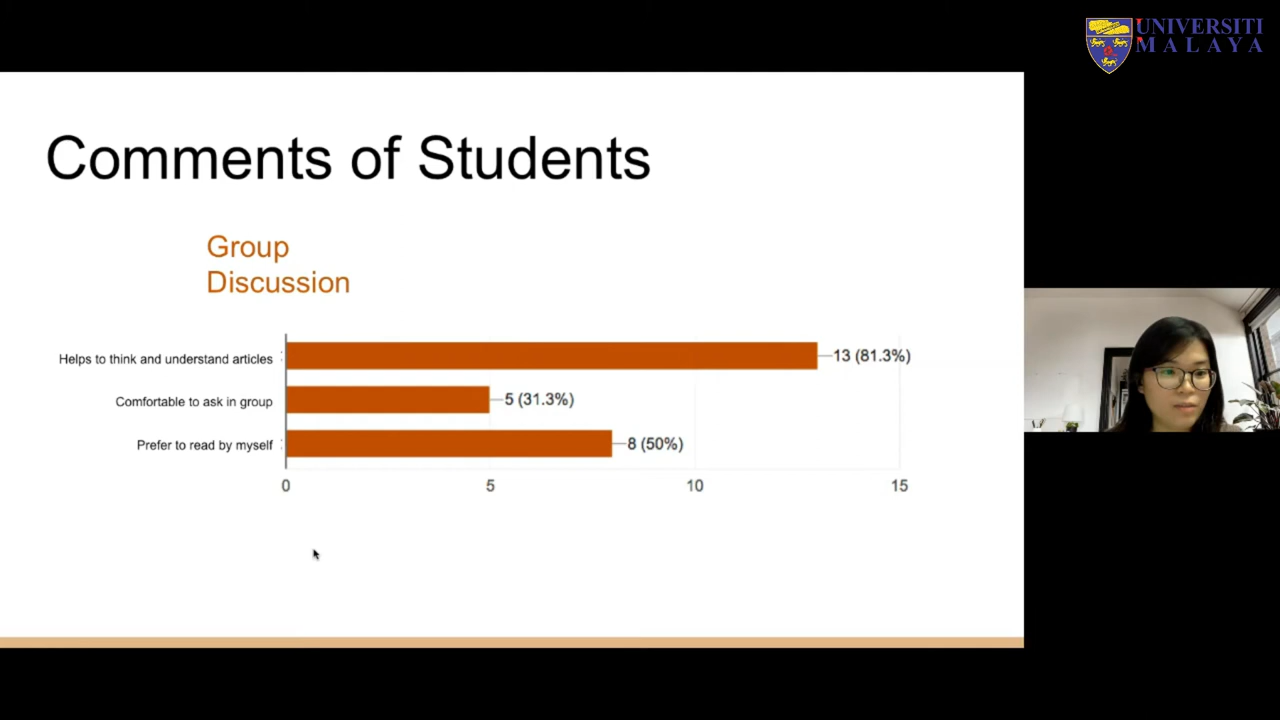 UNIVERSITI
MALAYA
Comments of Students
Group
Discussion
Helps to think and understand articles
13 (81.3%)
Comfortable to ask in group
5 (31.3%)
Prefer to read by myself
8 (50%)
0 5 10 15